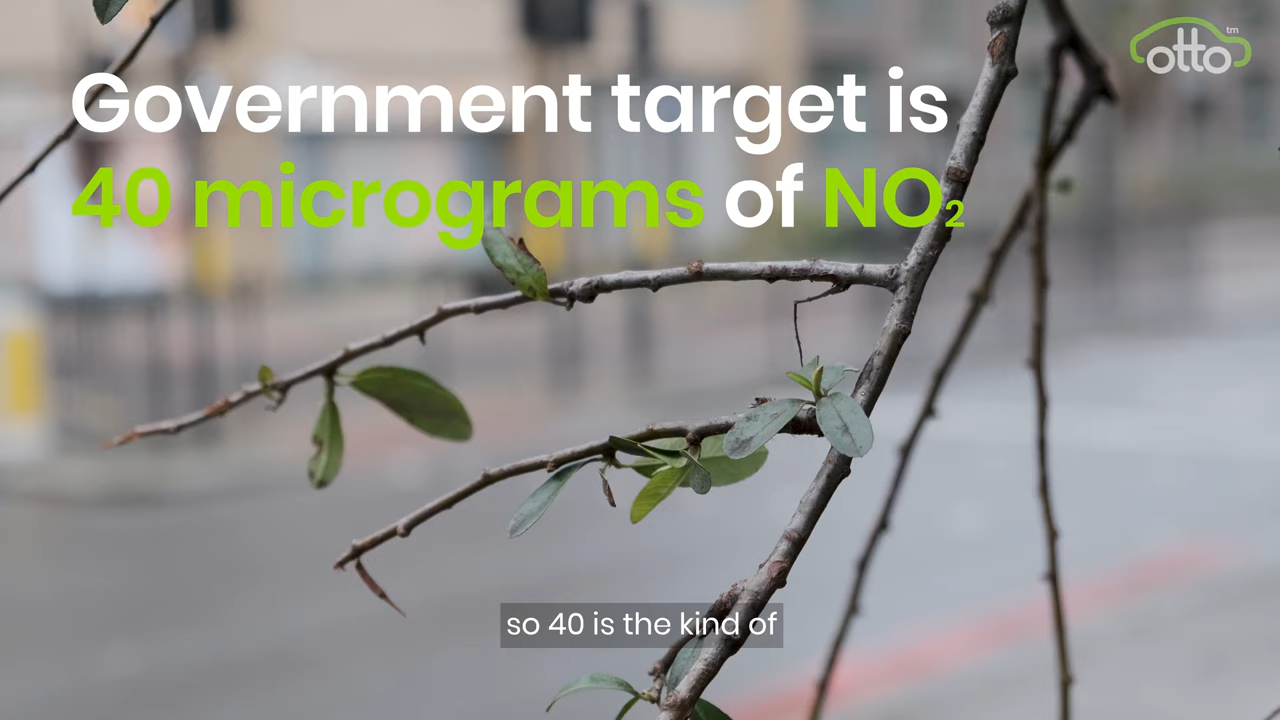 otto tm
Government target is
40 micrograms of NO₂
so 40 is the kind of